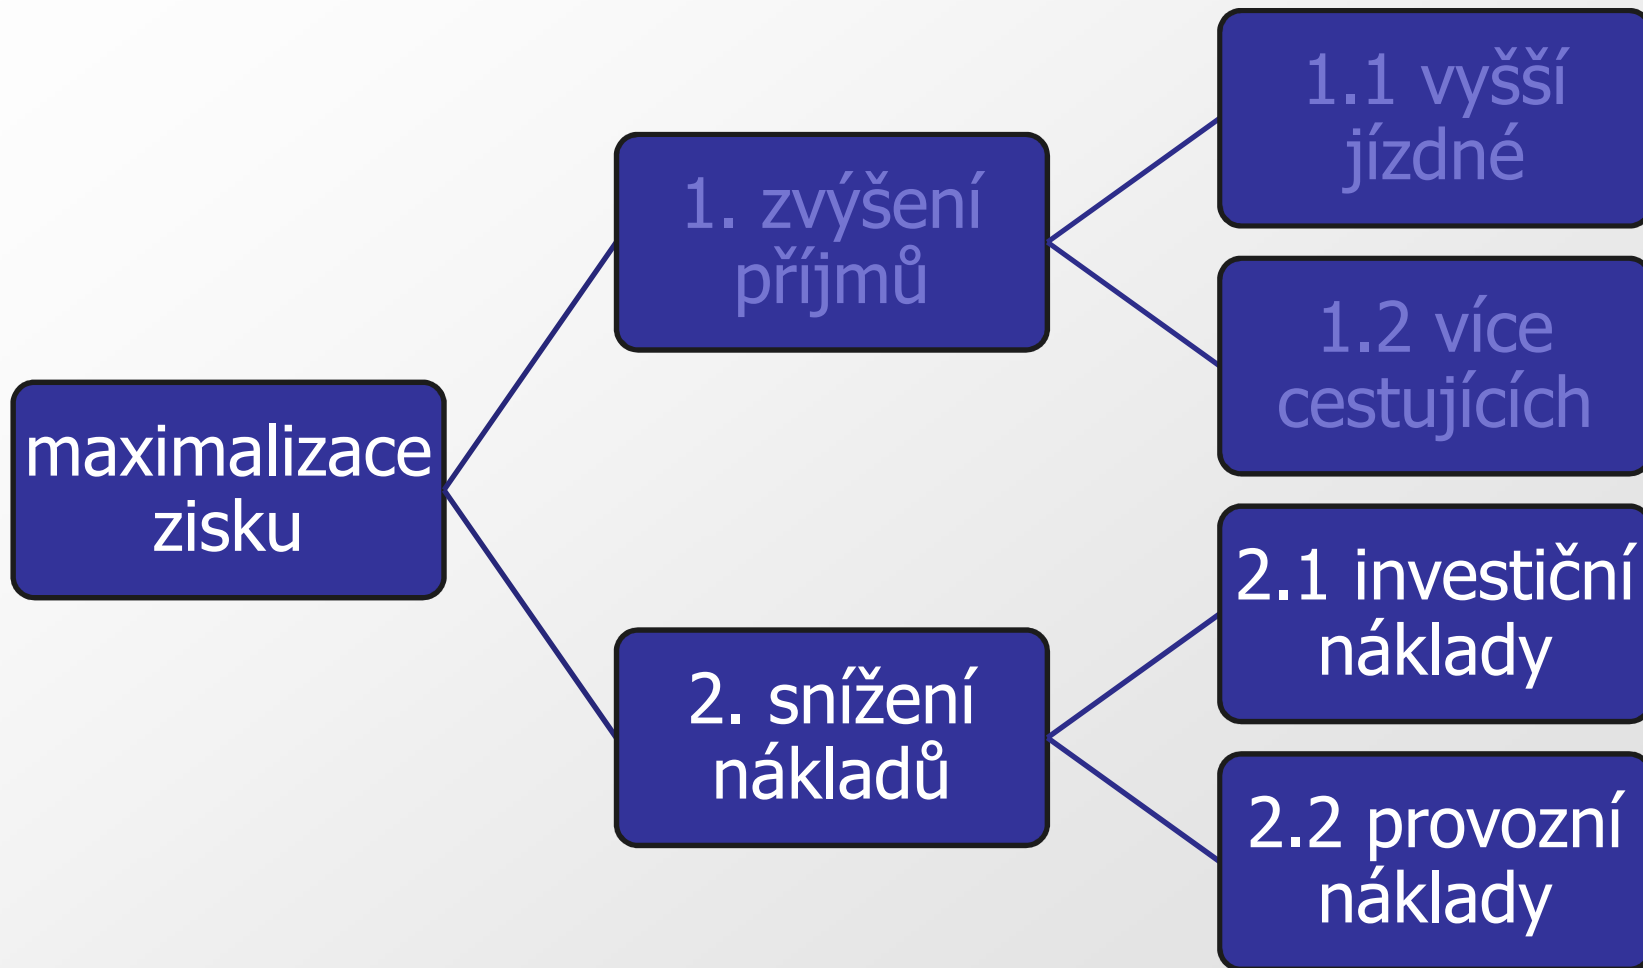 maximalizace
zisku
1. zvýšení
příjmů
1.1 vyšší
jízdné
1.2 více
cestujících
2. snížení
nákladů
2.1 investiční
náklady
2.2 provozní
náklady